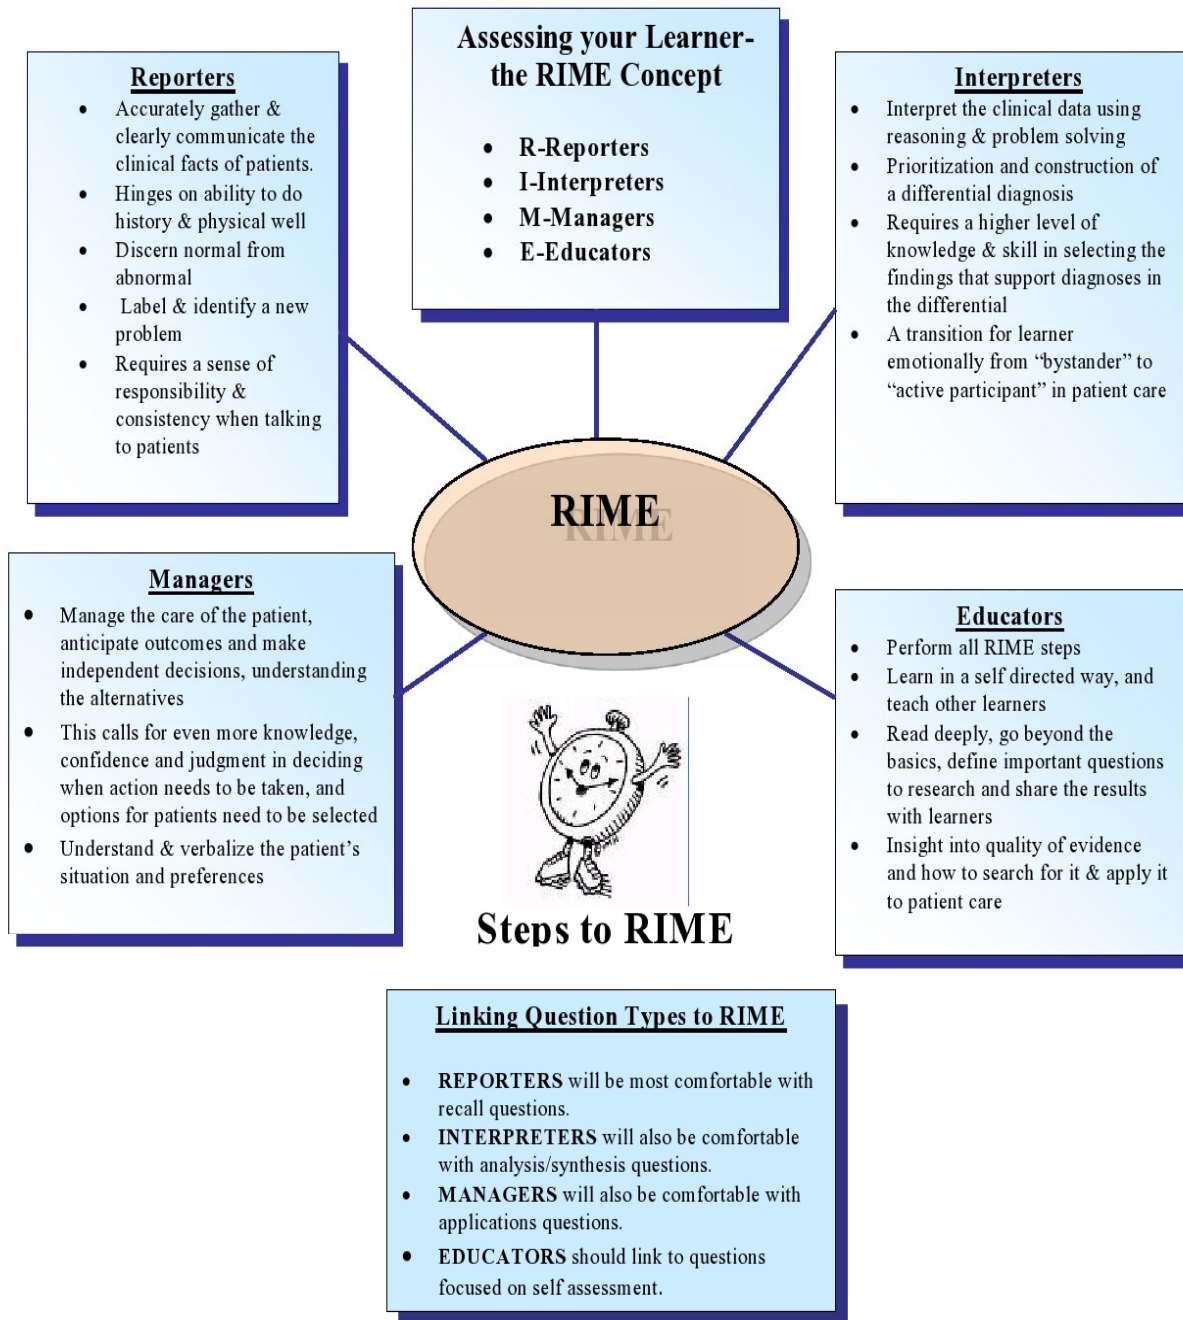 Assessing your Learner-
the RIME Concept
• R-Reporters
• I-Interpreters
• M-Managers
• E-Educators
Reporters
• Accurately gather &
clearly communicate the
clinical facts of patients.
• Hinges on ability to do
history & physical well
• Discern normal from
abnormal
• Label & identify a new
problem
• Requires a sense of
responsibility &
consistency when talking
to patients
Interpreters
• Interpret the clinical data using
reasoning & problem solving
• Prioritization and construction of
a differential diagnosis
• Requires a higher level of
knowledge & skill in selecting the
findings that support diagnoses in
the differential
• A transition for learner
emotionally from “bystander” to
“active participant” in patient care
RIME
Managers
• Manage the care of the patient,
anticipate outcomes and make
independent decisions, understanding
the alternatives
• This calls for even more knowledge,
confidence and judgment in deciding
when action needs to be taken, and
options for patients need to be selected
• Understand & verbalize the patient’s
situation and preferences
Educators
• Perform all RIME steps
• Learn in a self directed way, and
teach other learners
• Read deeply, go beyond the
basics, define important questions
to research and share the results
with learners
• Insight into quality of evidence
and how to search for it & apply it
to patient care
Steps to RIME
Linking Question Types to RIME
• REPORTERS will be most comfortable with
recall questions.
• INTERPRETERS will also be comfortable
with analysis/synthesis questions.
• MANAGERS will also be comfortable with
applications questions.
• EDUCATORS should link to questions
focused on self assessment.